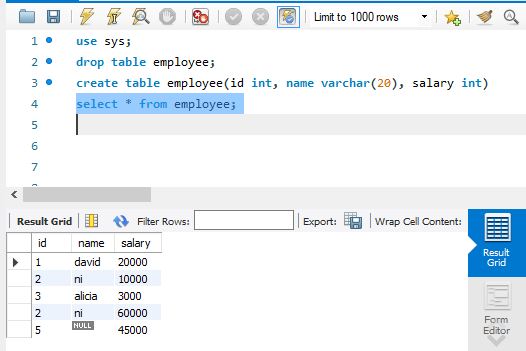 Limit to 1000 rows
1 use sys;
2 drop table employee;
3 create table employee(id int, name varchar(20), salary int)
4 select * from employee;
5
6
7
Result Grid Filter Rows: Export: Wrap Cell Content:
id name salary
1 david 20000
2 ni 10000
3 alicia 3000
2 ni 60000
5 NULL 45000
Result
Grid
Form
Editor